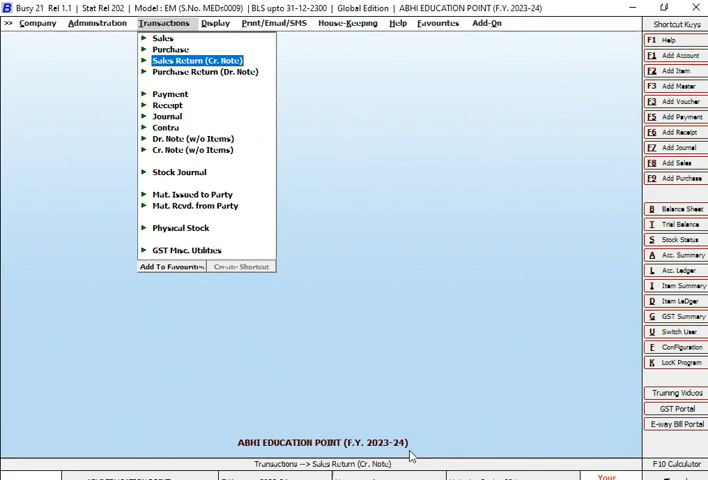 Busy 21 Rel 1.1 | Stat Rel 202 | Model : EM (S.No. MEDs0009) | BLS upto 31-12-2300 | Global Edition | ABHI EDUCATION POINT (F.Y. 2023-24)
>> Company Administration Transactions Display Print/Email/SMS House-Keeping Help Favourites Add-On
Sales
Purchase
Sales Return (Cr. Note)
Purchase Return (Dr. Note)
Payment
Receipt
Journal
Contra
Dr. Note (w/o Items)
Cr. Note (w/o Items)
Stock Journal
Mat. Issued to Party
Mat. Rcvd. from Party
Physical Stock
GST Misc. Utilities
Add To Favourites Create Shortcut
Shortcut Keys
F1 Help
F1 Add Account
F2 Add Item
F3 Add Master
F3 Add Voucher
F5 Add Payment
F6 Add Receipt
F7 Add Journal
F8 Add Sales
F9 Add Purchase
B Balance Sheet
T Trial Balance
S Stock Status
A Acc. Summary
L Acc. Ledger
I Item Summary
D Item LeDger
G GST Summary
U Switch User
F ConFiguration
K LocK Program
Training Videos
GST Portal
E-way Bill Portal
ABHI EDUCATION POINT (F.Y. 2023-24)
Transactions --> Sales Return (Cr. Note)
F10 Calculator
Your